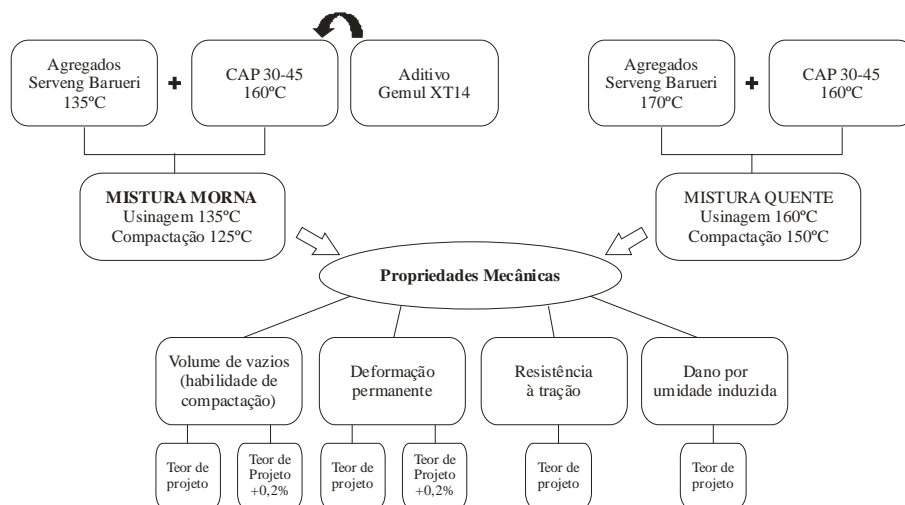 Agregados
Serveng Barueri
135ºC
+
CAP 30-45
160ºC
Aditivo
Gemul XT14
Agregados
Serveng Barueri
170ºC
+
CAP 30-45
160ºC
MISTURA MORNA
Usinagem 135ºC
Compactação 125ºC
MISTURA QUENTE
Usinagem 160ºC
Compactação 150ºC
Propriedades Mecânicas
Volume de vazios
(habilidade de
compactação)
Deformação
permanente
Resistência
à tração
Dano por
umidade induzida
Teor de
projeto
Teor de
Projeto
+0,2%
Teor de
projeto
Teor de
Projeto
+0,2%
Teor de
projeto
Teor de
projeto